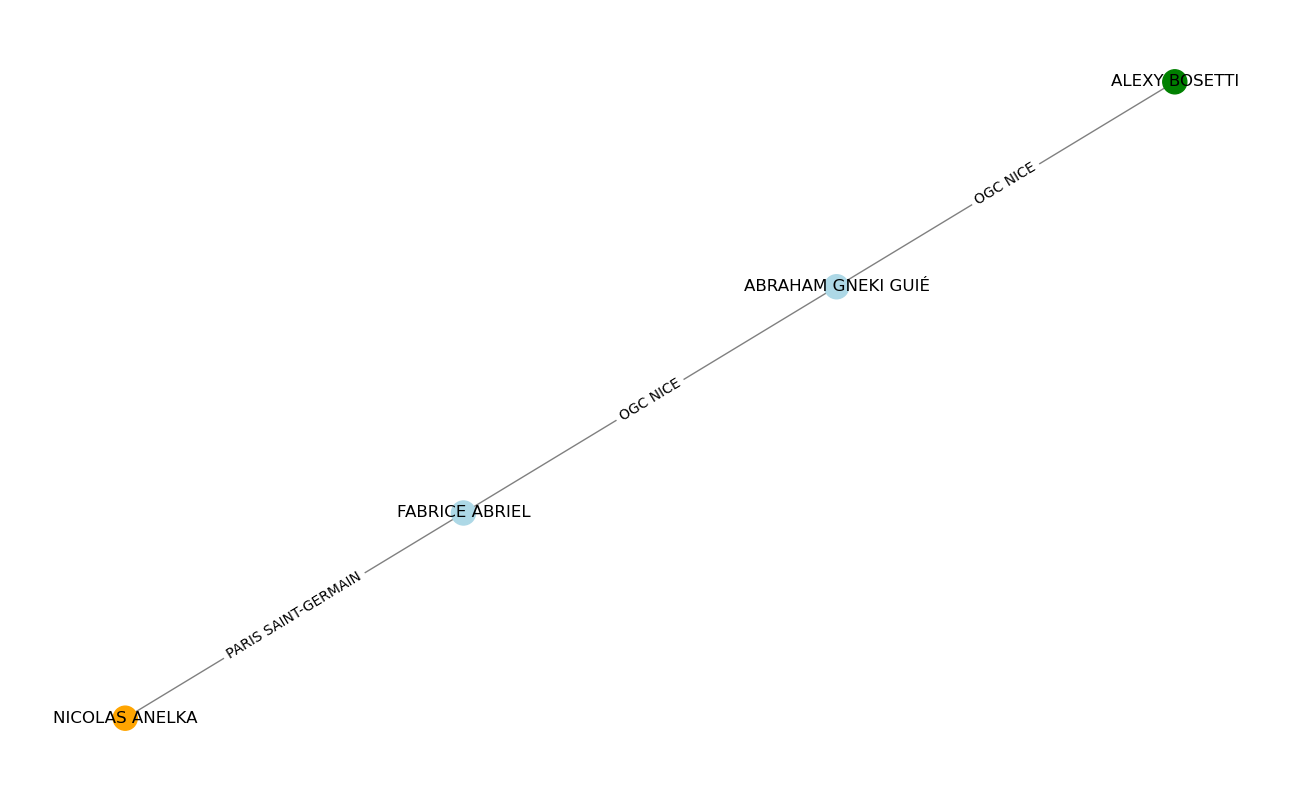 ALEXY BOSETTI
OGC NICE
ABRAHAM GNEKI GUIÉ
OGC NICE
FABRICE ABRIEL
PARIS SAINT-GERMAIN
NICOLAS ANELKA